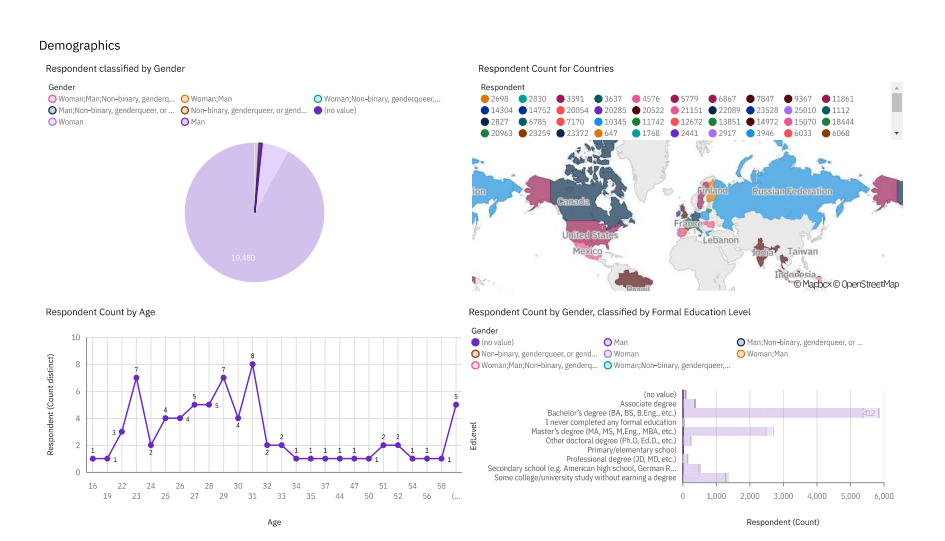 Demographics
Respondent classified by Gender
Gender
Woman;Man;Non-binary, genderq...
Woman;Man
Woman;Non-binary, genderqueer,...
Man;Non-binary, genderqueer, or ...
Non-binary, genderqueer, or gend...
(no value)
Woman
Man
10,480
Respondent Count for Countries
Respondent
2698 2830 3391 3637 4576 5779 6867 7847 9367 11861
14304 14752 20054 20285 20522 21151 22089 23528 25010 1112
2827 6785 7170 10345 11742 12672 13851 14972 15070 18444
20963 23259 23372 647 1768 2441 2917 3946 6033 6068
Canada
Finland
Russian Federation
United States
France
Mexico
Lebanon
India
Taiwan
Indonesia
Brazil
© Mapbox © OpenStreetMap
Respondent Count by Age
Respondent (Count distinct)
10
8
6
4
2
0
1 1 3 7 2 4 4 5 5 7 4 8 2 2 1 1 1 1 1 1 2 2 1 1 1 5
16 22 24 26 28 30 32 34 37 47 51 54 58
19 23 25 27 29 31 33 35 44 50 52 56 (...
Age
Respondent Count by Gender, classified by Formal Education Level
Gender
(no value)
Man
Man;Non-binary, genderqueer, or ...
Non-binary, genderqueer, or gend...
Woman
Woman;Man
Woman;Man;Non-binary, genderq...
Woman;Non-binary, genderqueer,...
EdLevel
(no value)
Associate degree
Bachelor's degree (BA, BS, B.Eng., etc.)
412
I never completed any formal education
Master's degree (MA, MS, M.Eng., MBA, etc.)
Other doctoral degree (Ph.D, Ed.D., etc.)
Primary/elementary school
Professional degree (JD, MD, etc.)
Secondary school (e.g. American high school, German R...
Some college/university study without earning a degree
0 1,000 2,000 3,000 4,000 5,000 6,000
Respondent (Count)